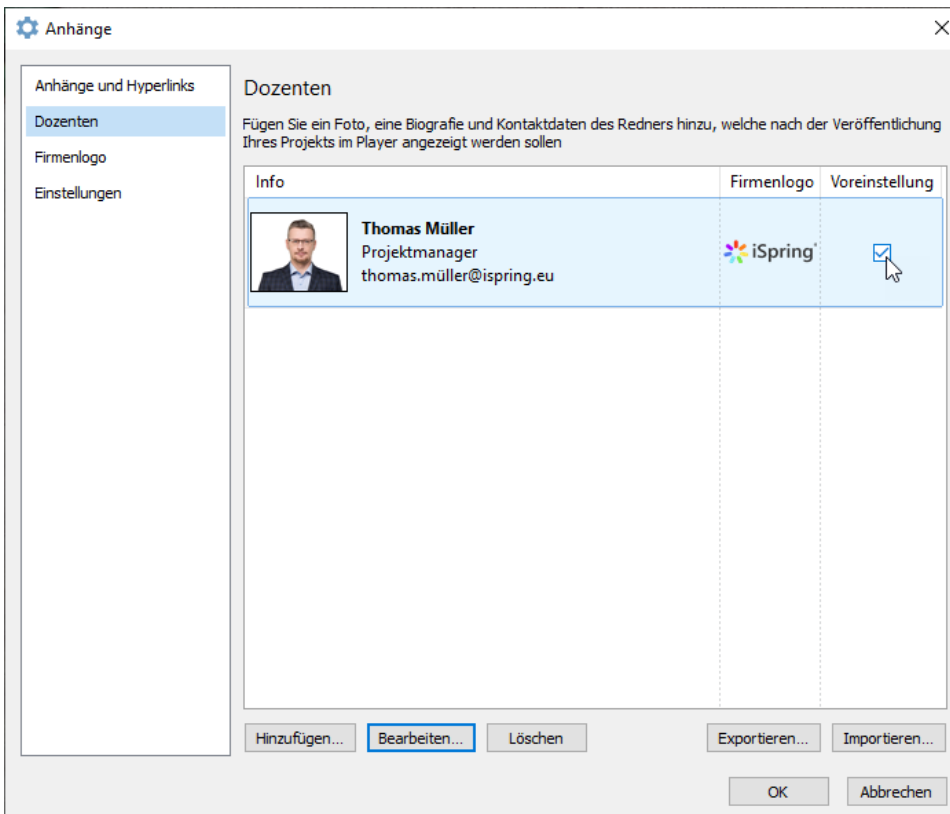 Anhänge
Anhänge und Hyperlinks
Dozenten
Firmenlogo
Einstellungen
Dozenten
Fügen Sie ein Foto, eine Biografie und Kontaktdaten des Redners hinzu, welche nach der Veröffentlichung
Ihres Projekts im Player angezeigt werden sollen
Info Firmenlogo Voreinstellung
Thomas Müller
Projektmanager
thomas.müller@ispring.eu
iSpring
Hinzufügen... Bearbeiten... Löschen Exportieren... Importieren...
OK Abbrechen